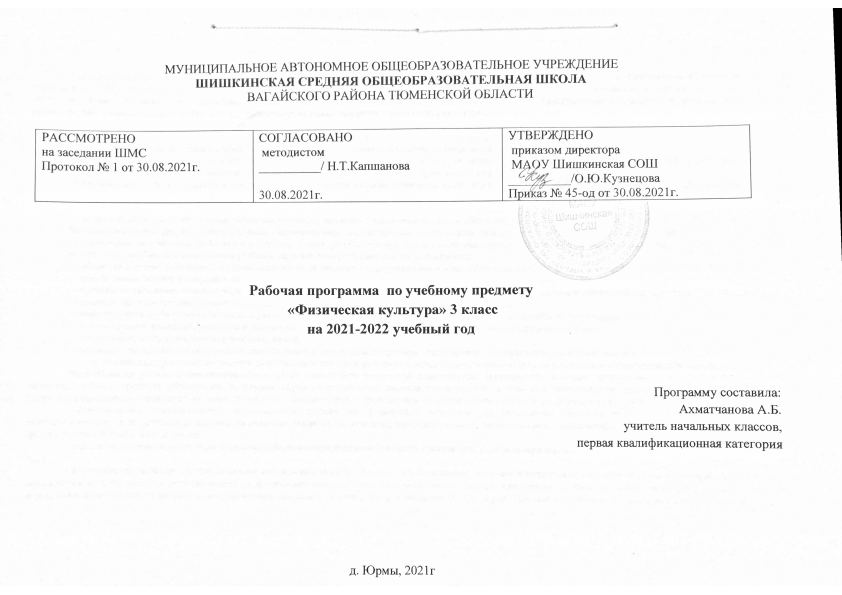 МУНИЦИПАЛЬНОЕ АВТОНОМНОЕ ОБЩЕОБРАЗОВАТЕЛЬНОЕ УЧРЕЖДЕНИЕ
ШИШКИНСКАЯ СРЕДНЯЯ ОБЩЕОБРАЗОВАТЕЛЬНАЯ ШКОЛА
ВАГАЙСКОГО РАЙОНА ТЮМЕНСКОЙ ОБЛАСТИ
РАССМОТРЕНО
на заседании ШМС
Протокол № 1 от 30.08.2021г.
СОГЛАСОВАНО
методистом
___________/ Н.Т.Капшанова
30.08.2021г.
УТВЕРЖДЕНО
приказом директора
МАОУ Шишкинская СОШ
__________/О.Ю.Кузнецова
Приказ № 45-од от 30.08.2021г.
Шишкинская
СОШ
Рабочая программа по учебному предмету
«Физическая культура» 3 класс
на 2021-2022 учебный год
Программу составила:
Ахматчанова А.Б.
учитель начальных классов,
первая квалификационная категория
д. Юрмы, 2021г